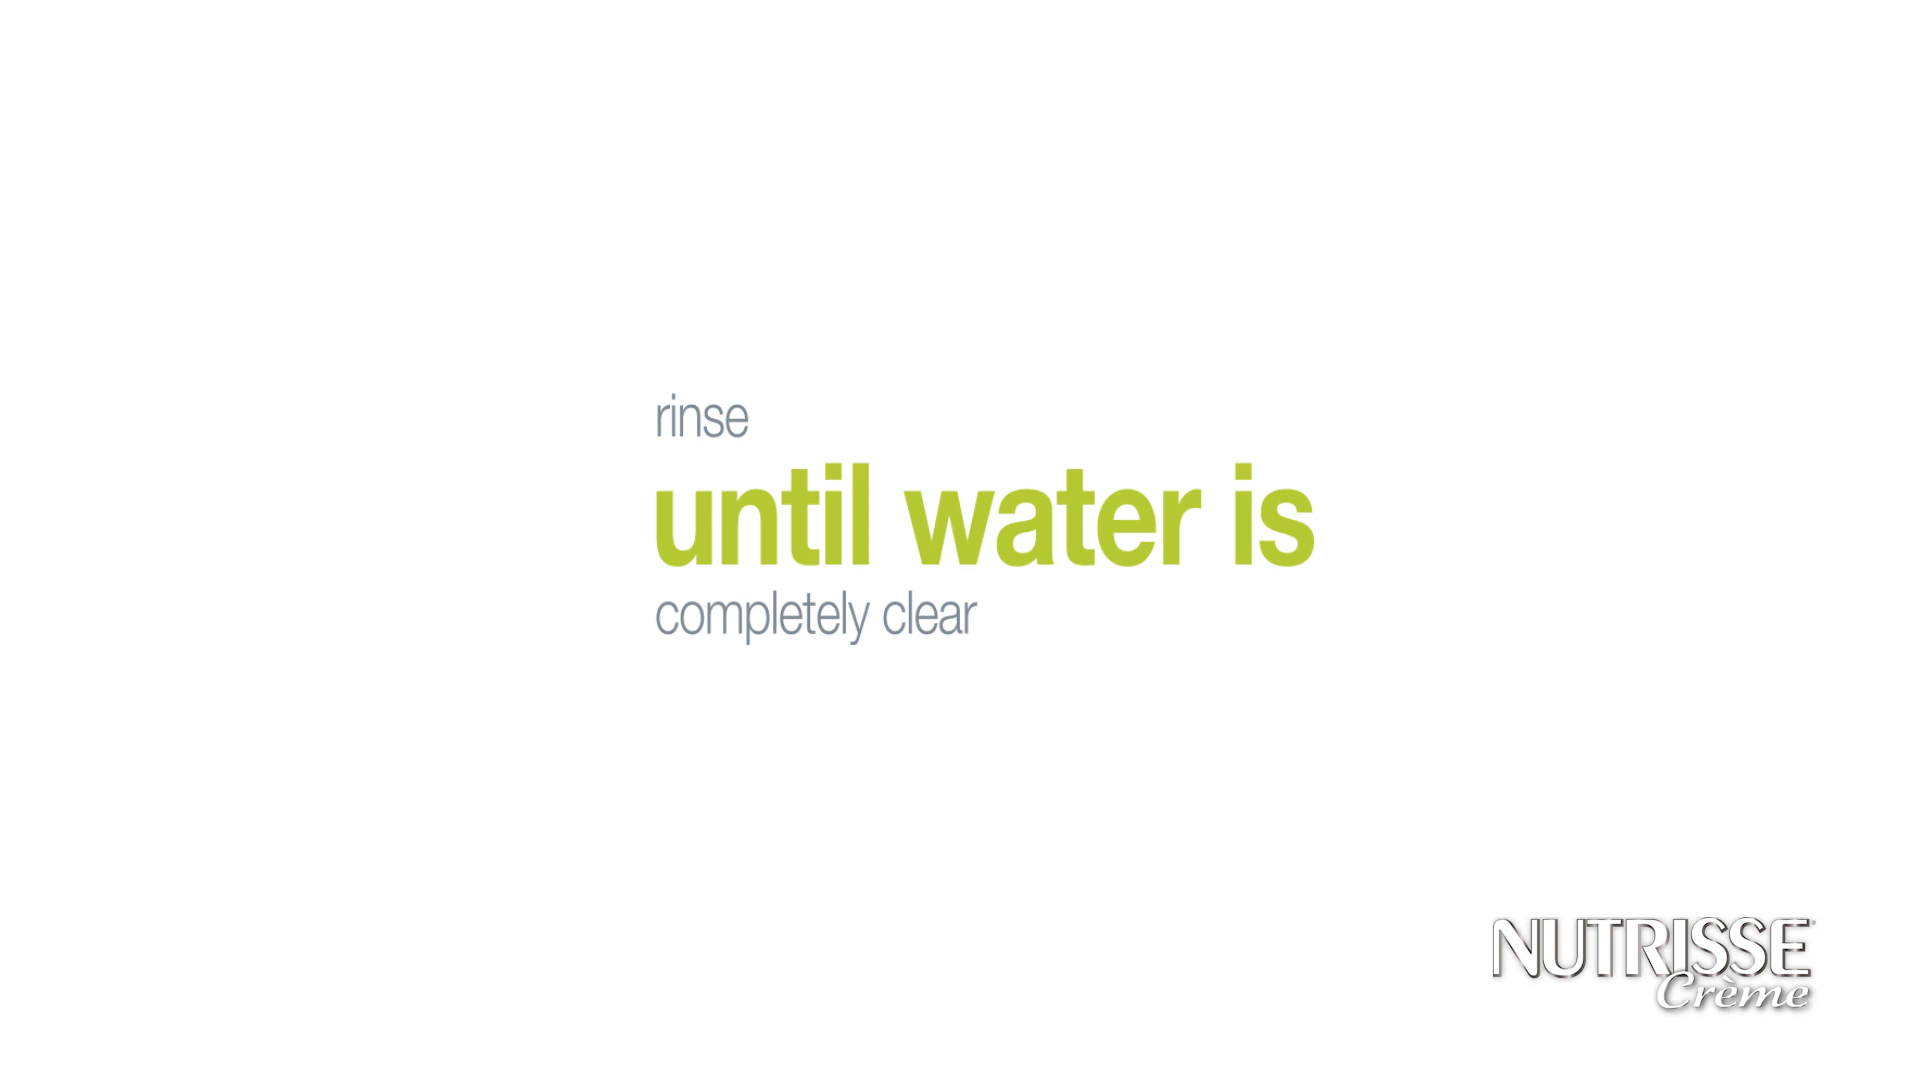 rinse
until water is
completely clear
NUTRISSE
Crème